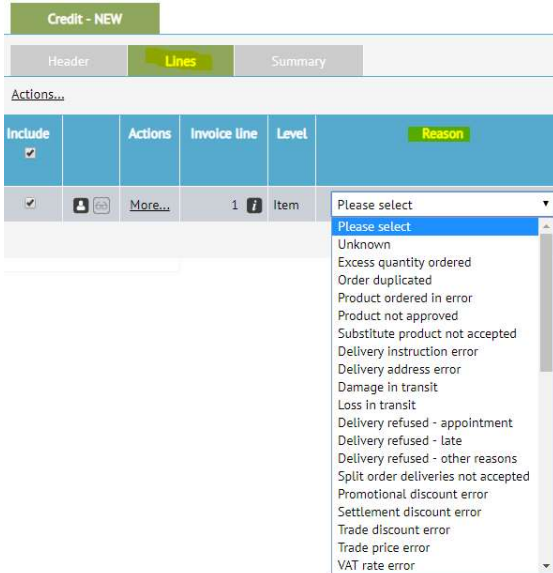 Credit - NEW
Header Lines Summary
Actions...
Include Actions Invoice line Level Reason
More... 1 i Item Please select
Please select
Unknown
Excess quantity ordered
Order duplicated
Product ordered in error
Product not approved
Substitute product not accepted
Delivery instruction error
Delivery address error
Damage in transit
Loss in transit
Delivery refused - appointment
Delivery refused - late
Delivery refused - other reasons
Split order deliveries not accepted
Promotional discount error
Settlement discount error
Trade discount error
Trade price error
VAT rate error